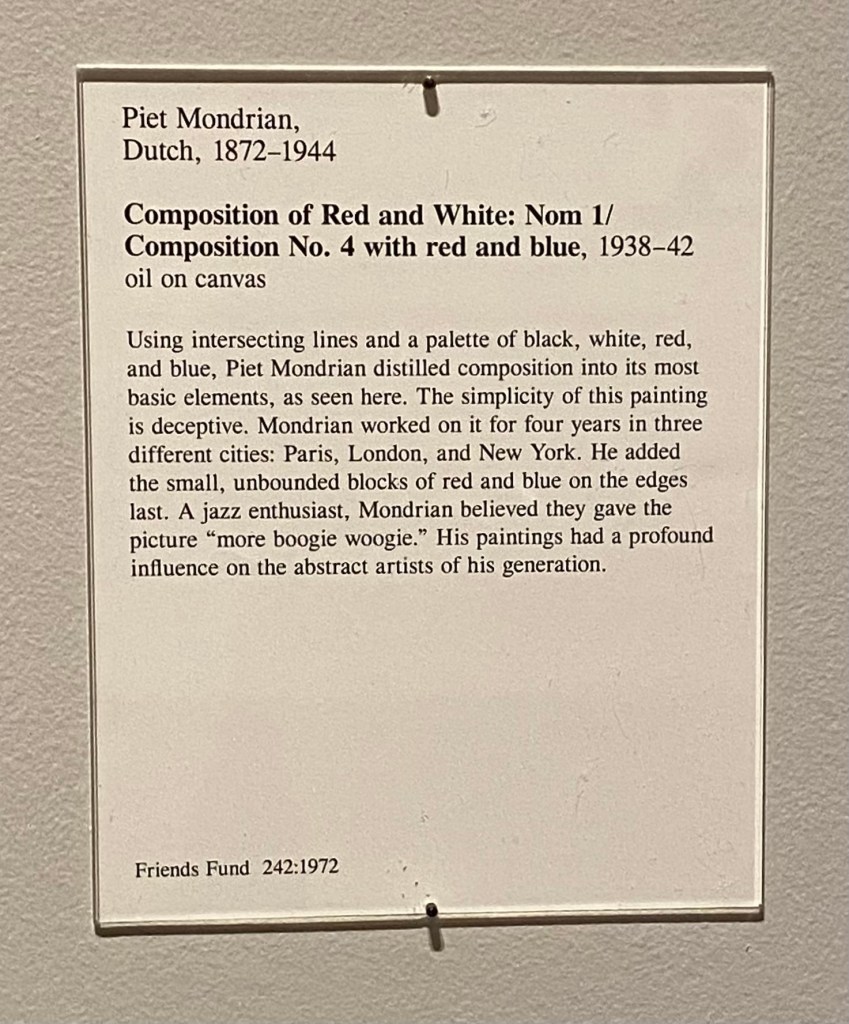 Piet Mondrian,
Dutch, 1872–1944
Composition of Red and White: Nom 1/
Composition No. 4 with red and blue, 1938–42
oil on canvas
Using intersecting lines and a palette of black, white, red,
and blue, Piet Mondrian distilled composition into its most
basic elements, as seen here. The simplicity of this painting
is deceptive. Mondrian worked on it for four years in three
different cities: Paris, London, and New York. He added
the small, unbounded blocks of red and blue on the edges
last. A jazz enthusiast, Mondrian believed they gave the
picture “more boogie woogie.” His paintings had a profound
influence on the abstract artists of his generation.
Friends Fund 242:1972